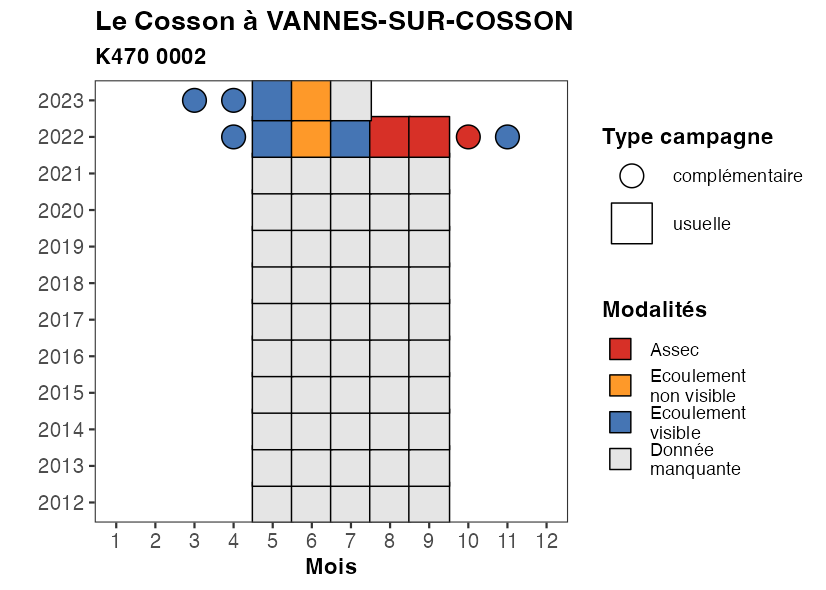 Le Cosson à VANNES-SUR-COSSON
K470 0002
2023
2022
2021
2020
2019
2018
2017
2016
2015
2014
2013
2012
1 2 3 4 5 6 7 8 9 10 11 12
Mois
Type campagne
complémentaire
usuelle
Modalités
Assec
Ecoulement
non visible
Ecoulement
visible
Donnée
manquante